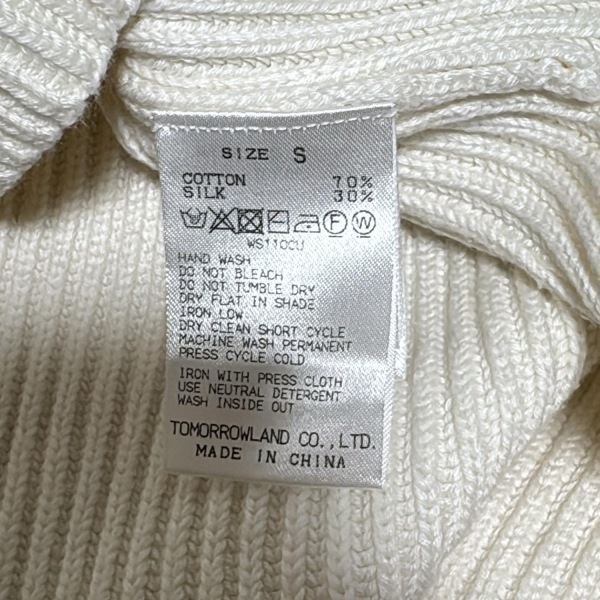 SIZE S
COTTON 70%
SILK 30%
F W
WS110CU
HAND WASH
DO NOT BLEACH
DO NOT TUMBLE DRY
DRY FLAT IN SHADE
IRON LOW
DRY CLEAN SHORT CYCLE
MACHINE WASH PERMANENT
PRESS CYCLE COLD
IRON WITH PRESS CLOTH
USE NEUTRAL DETERGENT
WASH INSIDE OUT
TOMORROWLAND CO.,LTD.
MADE IN CHINA